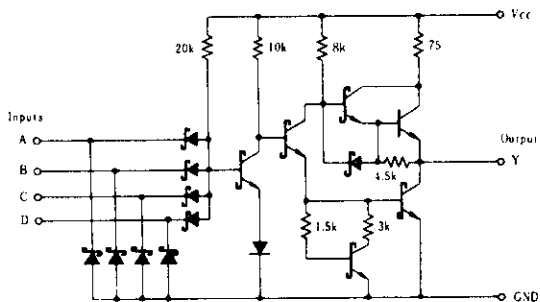 Vcc
20k 10k 8k 75
Inputs
A
Output
B Y
4.5k
C
D
1.5k 3k
GND